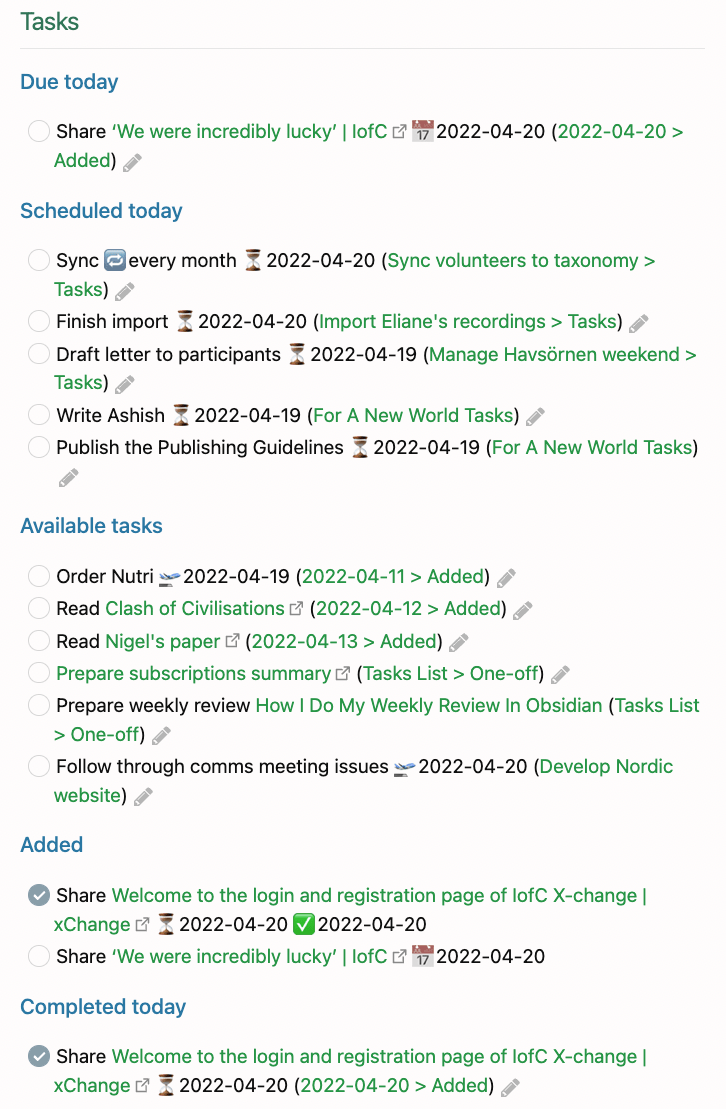 Tasks
Due today
Share ‘We were incredibly lucky’ | IofC 📅 2022-04-20 (2022-04-20 >
Added)
Scheduled today
Sync 🔁 every month ⏳ 2022-04-20 (Sync volunteers to taxonomy >
Tasks)
Finish import ⏳ 2022-04-20 (Import Eliane's recordings > Tasks)
Draft letter to participants ⏳ 2022-04-19 (Manage Havsörnen weekend >
Tasks)
Write Ashish ⏳ 2022-04-19 (For A New World Tasks)
Publish the Publishing Guidelines ⏳ 2022-04-19 (For A New World Tasks)
Available tasks
Order Nutri 🛫 2022-04-19 (2022-04-11 > Added)
Read Clash of Civilisations (2022-04-12 > Added)
Read Nigel's paper (2022-04-13 > Added)
Prepare subscriptions summary (Tasks List > One-off)
Prepare weekly review How I Do My Weekly Review In Obsidian (Tasks List
> One-off)
Follow through comms meeting issues 🛫 2022-04-20 (Develop Nordic
website)
Added
Share Welcome to the login and registration page of IofC X-change |
xChange ⏳ 2022-04-20 ✅ 2022-04-20
Share ‘We were incredibly lucky’ | IofC 📅 2022-04-20
Completed today
Share Welcome to the login and registration page of IofC X-change |
xChange ⏳ 2022-04-20 (2022-04-20 > Added)